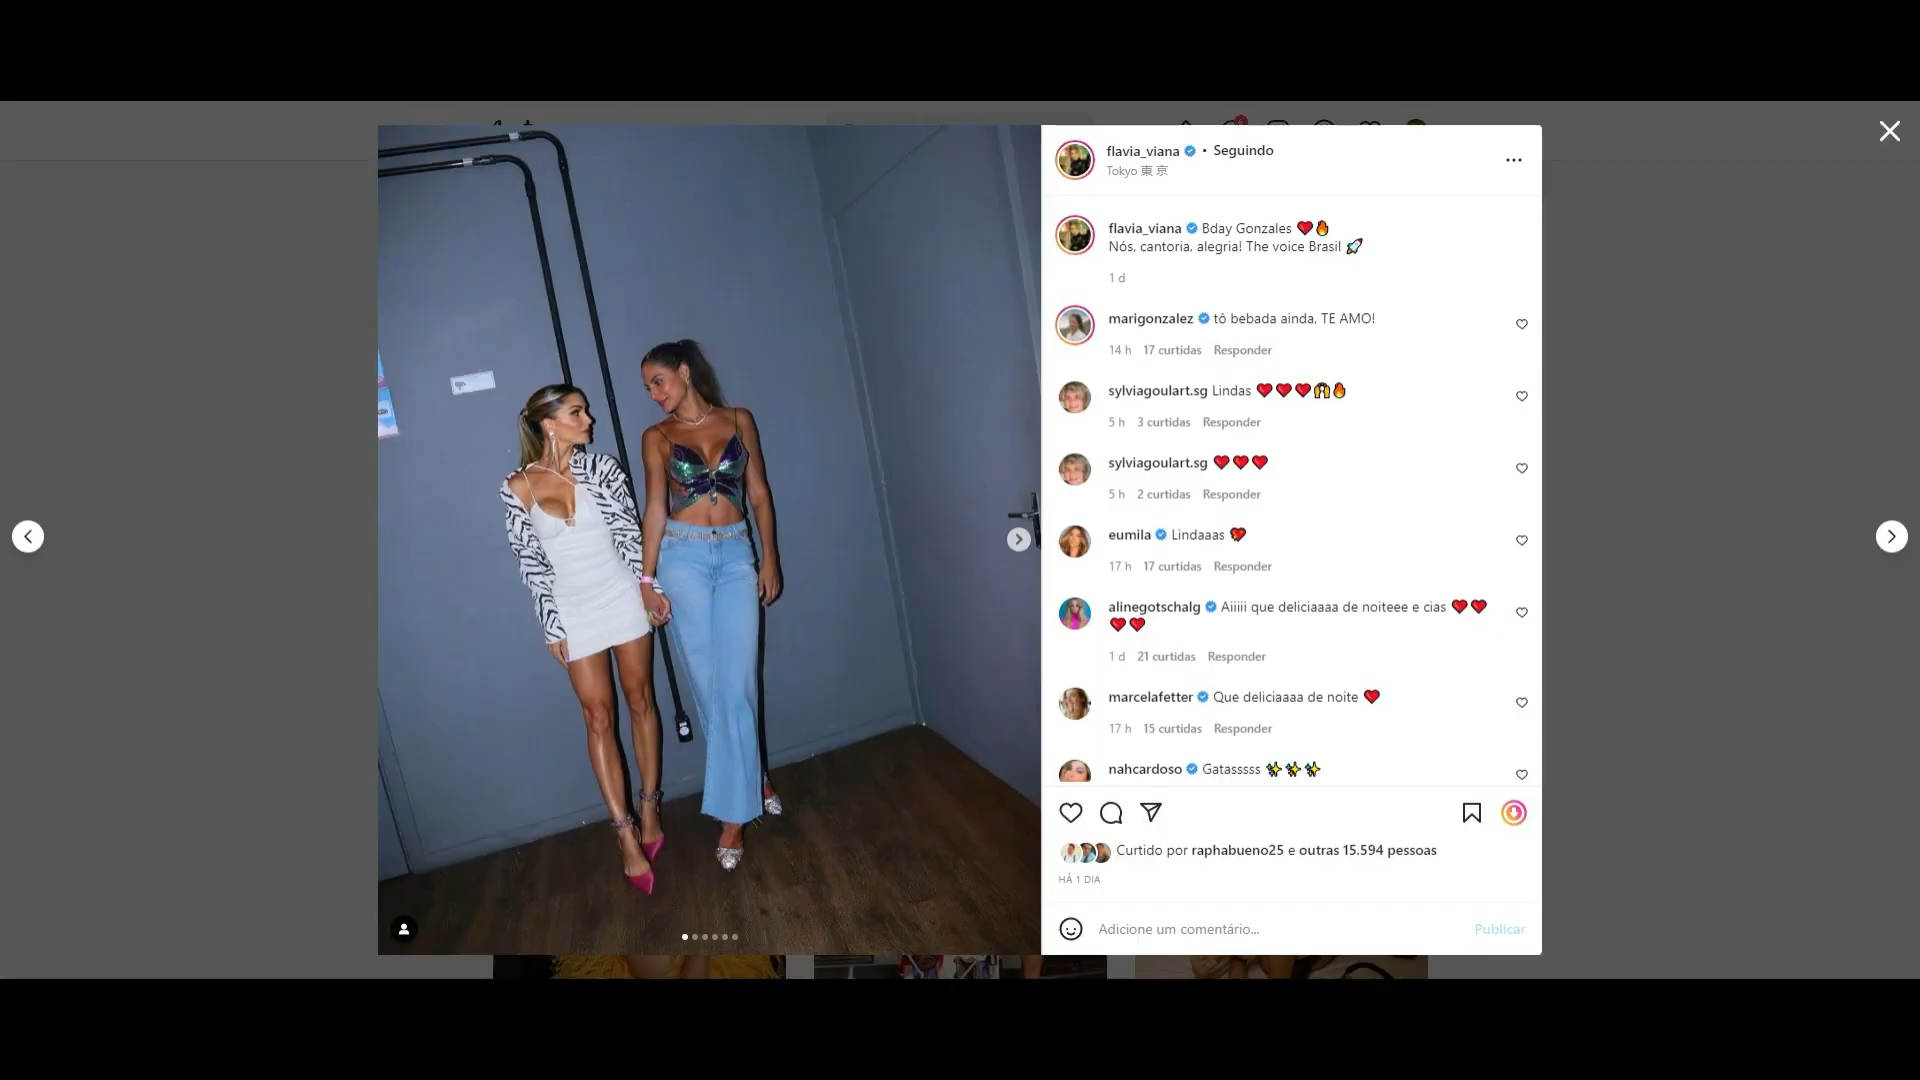 flavia_viana • Seguindo
Tokyo 東京
flavia_viana Bday Gonzales ❤️🔥
Nós, cantoria, alegria! The voice Brasil 🚀
1 d
marigonzalez tô bebada ainda, TE AMO!
14 h 17 curtidas Responder
sylviagoulart.sg Lindas ❤️❤️❤️🙌🔥
5 h 3 curtidas Responder
sylviagoulart.sg ❤️❤️❤️
5 h 2 curtidas Responder
eumila Lindaaas ❤️
17 h 17 curtidas Responder
alinegotschalg Aiiiii que deliciaaaa de noiteee e cias ❤️❤️
❤️❤️
1 d 21 curtidas Responder
marcelafetter Que deliciaaaa de noite ❤️
17 h 15 curtidas Responder
nahcardoso Gatasssss ✨✨✨
Curtido por raphabueno25 e outras 15.594 pessoas
HÁ 1 DIA
Adicione um comentário...
Publicar